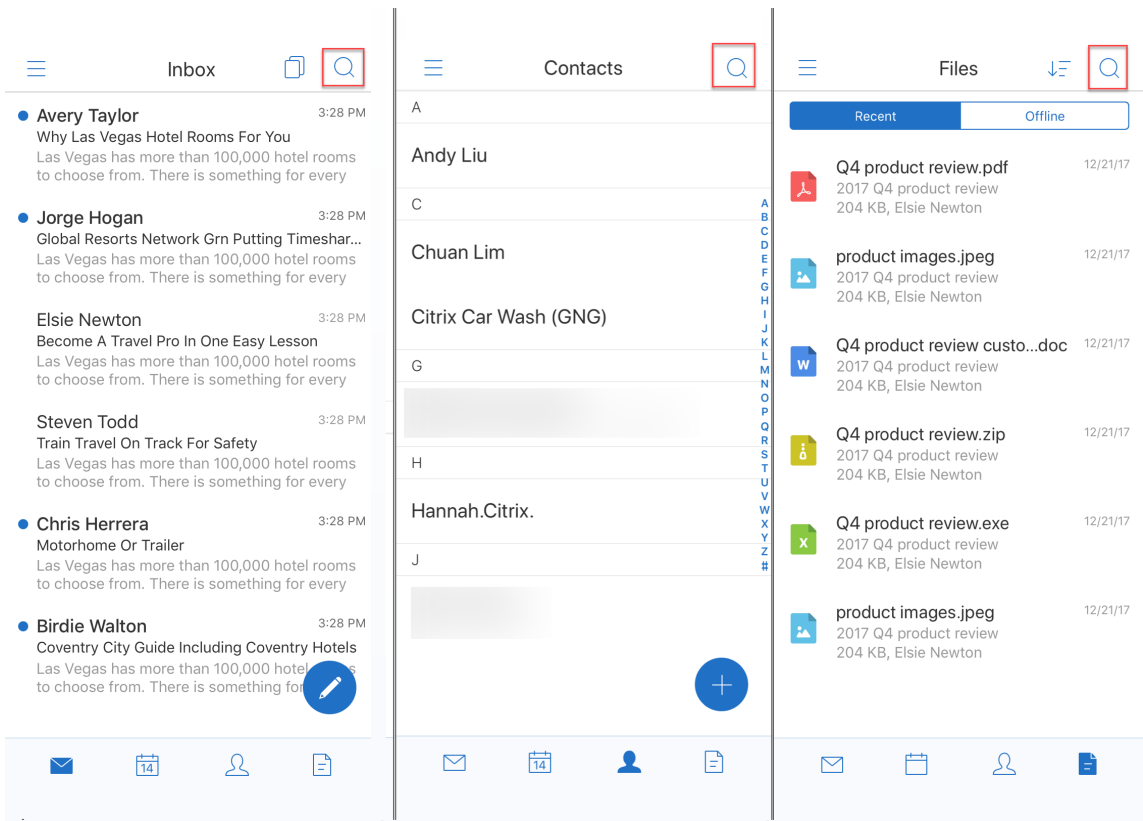 Inbox
Avery Taylor 3:28 PM
Why Las Vegas Hotel Rooms For You
Las Vegas has more than 100,000 hotel rooms
to choose from. There is something for every
Jorge Hogan 3:28 PM
Global Resorts Network Grn Putting Timeshar...
Las Vegas has more than 100,000 hotel rooms
to choose from. There is something for every
Elsie Newton 3:28 PM
Become A Travel Pro In One Easy Lesson
Las Vegas has more than 100,000 hotel rooms
to choose from. There is something for every
Steven Todd 3:28 PM
Train Travel On Track For Safety
Las Vegas has more than 100,000 hotel rooms
to choose from. There is something for every
Chris Herrera 3:28 PM
Motorhome Or Trailer
Las Vegas has more than 100,000 hotel rooms
to choose from. There is something for every
Birdie Walton 3:28 PM
Coventry City Guide Including Coventry Hotels
Las Vegas has more than 100,000 hotel
to choose from. There is something for
14
Contacts
A
Andy Liu
C
Chuan Lim
Citrix Car Wash (GNG)
G
H
Hannah.Citrix.
J
A
B
C
D
E
F
G
H
I
J
K
L
M
N
O
P
Q
R
S
T
U
V
W
X
Y
Z
#
14
Files
Recent Offline
Q4 product review.pdf 12/21/17
2017 Q4 product review
204 KB, Elsie Newton
product images.jpeg 12/21/17
2017 Q4 product review
204 KB, Elsie Newton
W
Q4 product review custo...doc 12/21/17
2017 Q4 product review
204 KB, Elsie Newton
Q4 product review.zip 12/21/17
2017 Q4 product review
204 KB, Elsie Newton
X
Q4 product review.exe 12/21/17
2017 Q4 product review
204 KB, Elsie Newton
product images.jpeg 12/21/17
2017 Q4 product review
204 KB, Elsie Newton